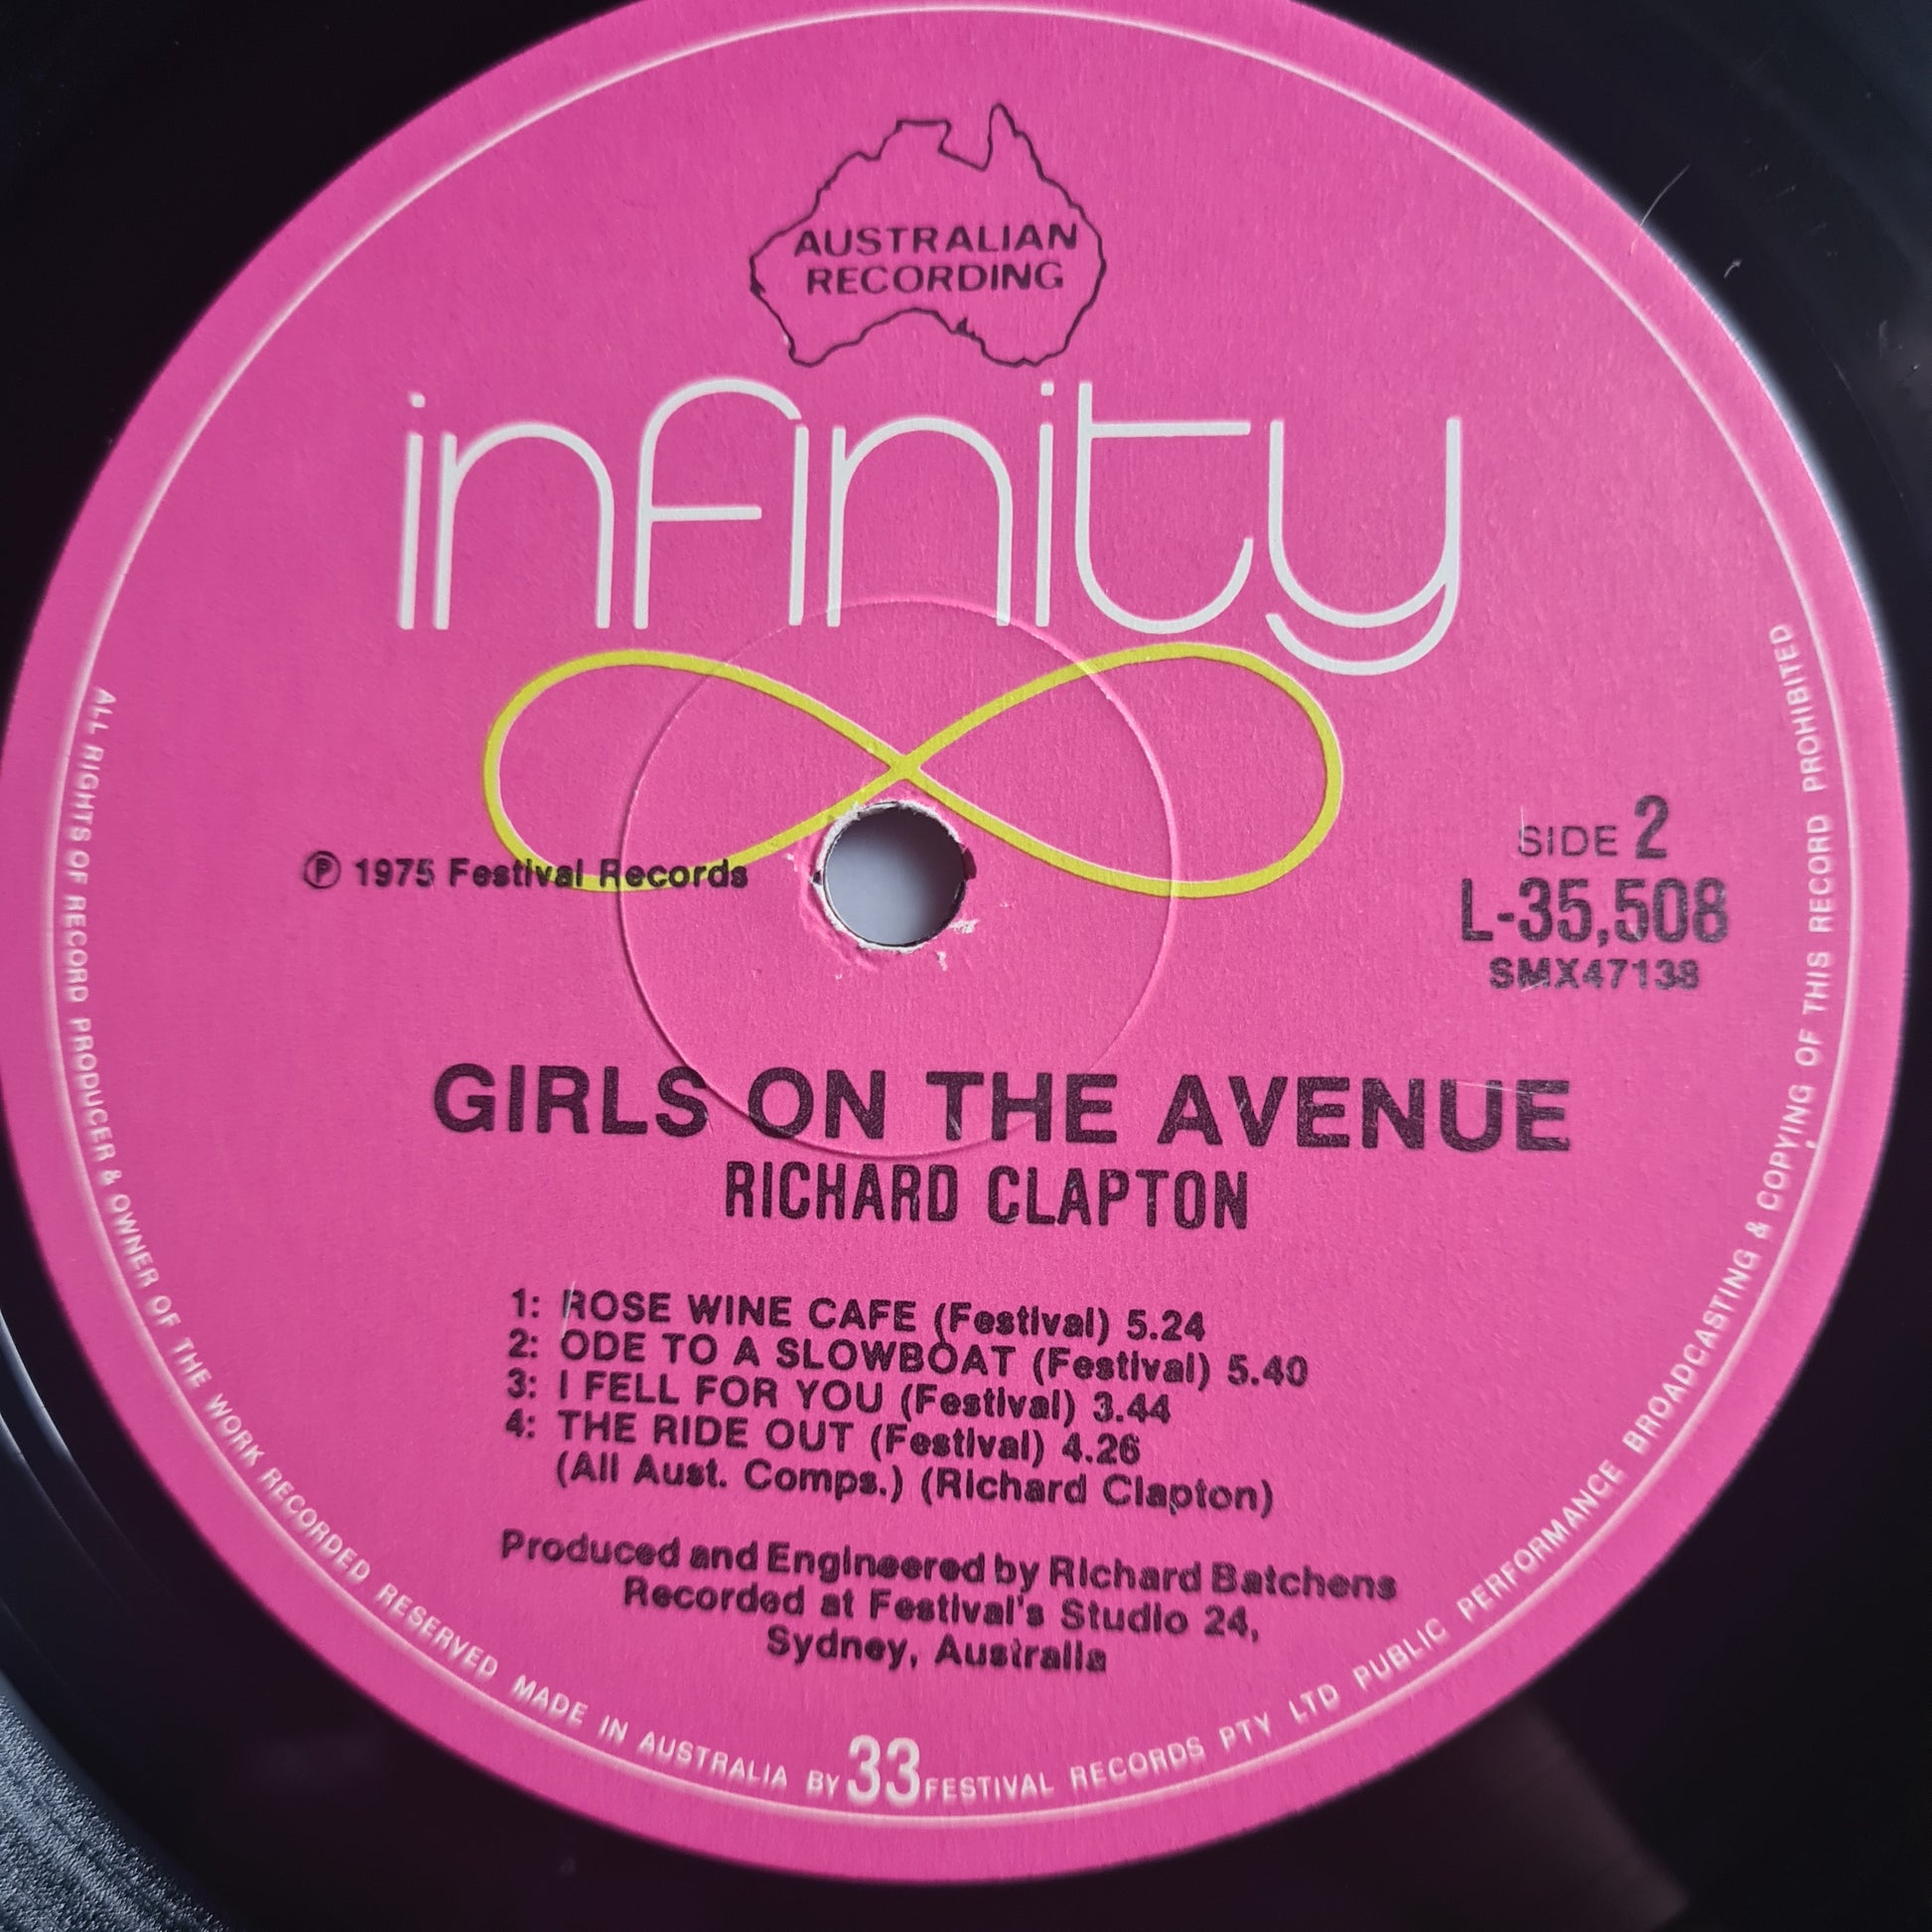 AUSTRALIAN
RECORDING
infinity
℗ 1975 Festival Records
SIDE 2
L-35,508
SMX47138
GIRLS ON THE AVENUE
RICHARD CLAPTON
1: ROSE WINE CAFE (Festival) 5.24
2: ODE TO A SLOWBOAT (Festival) 5.40
3: I FELL FOR YOU (Festival) 3.44
4: THE RIDE OUT (Festival) 4.26
(All Aust. Comps.) (Richard Clapton)
Produced and Engineered by Richard Batchens
Recorded at Festival's Studio 24,
Sydney, Australia
33
ALL RIGHTS OF RECORD PRODUCER & OWNER OF THE WORK RECORDED RESERVED MADE IN AUSTRALIA BY FESTIVAL RECORDS PTY LTD PUBLIC PERFORMANCE BROADCASTING & COPYING OF THIS RECORD PROHIBITED